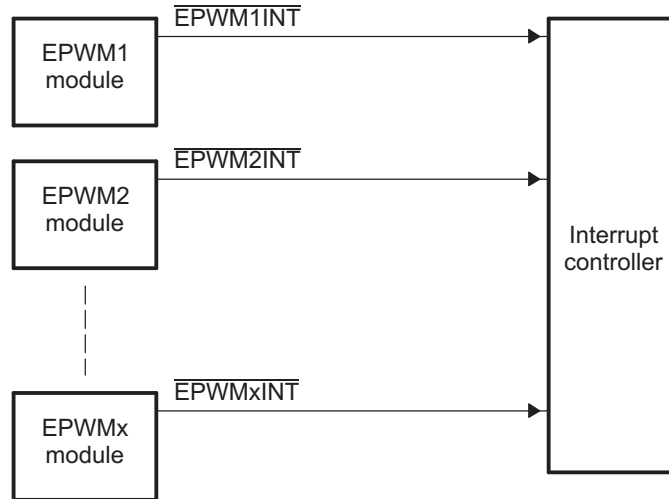 EPWM1INT
EPWM1
module
EPWM2INT
EPWM2
module
Interrupt
controller
EPWMxINT
EPWMx
module